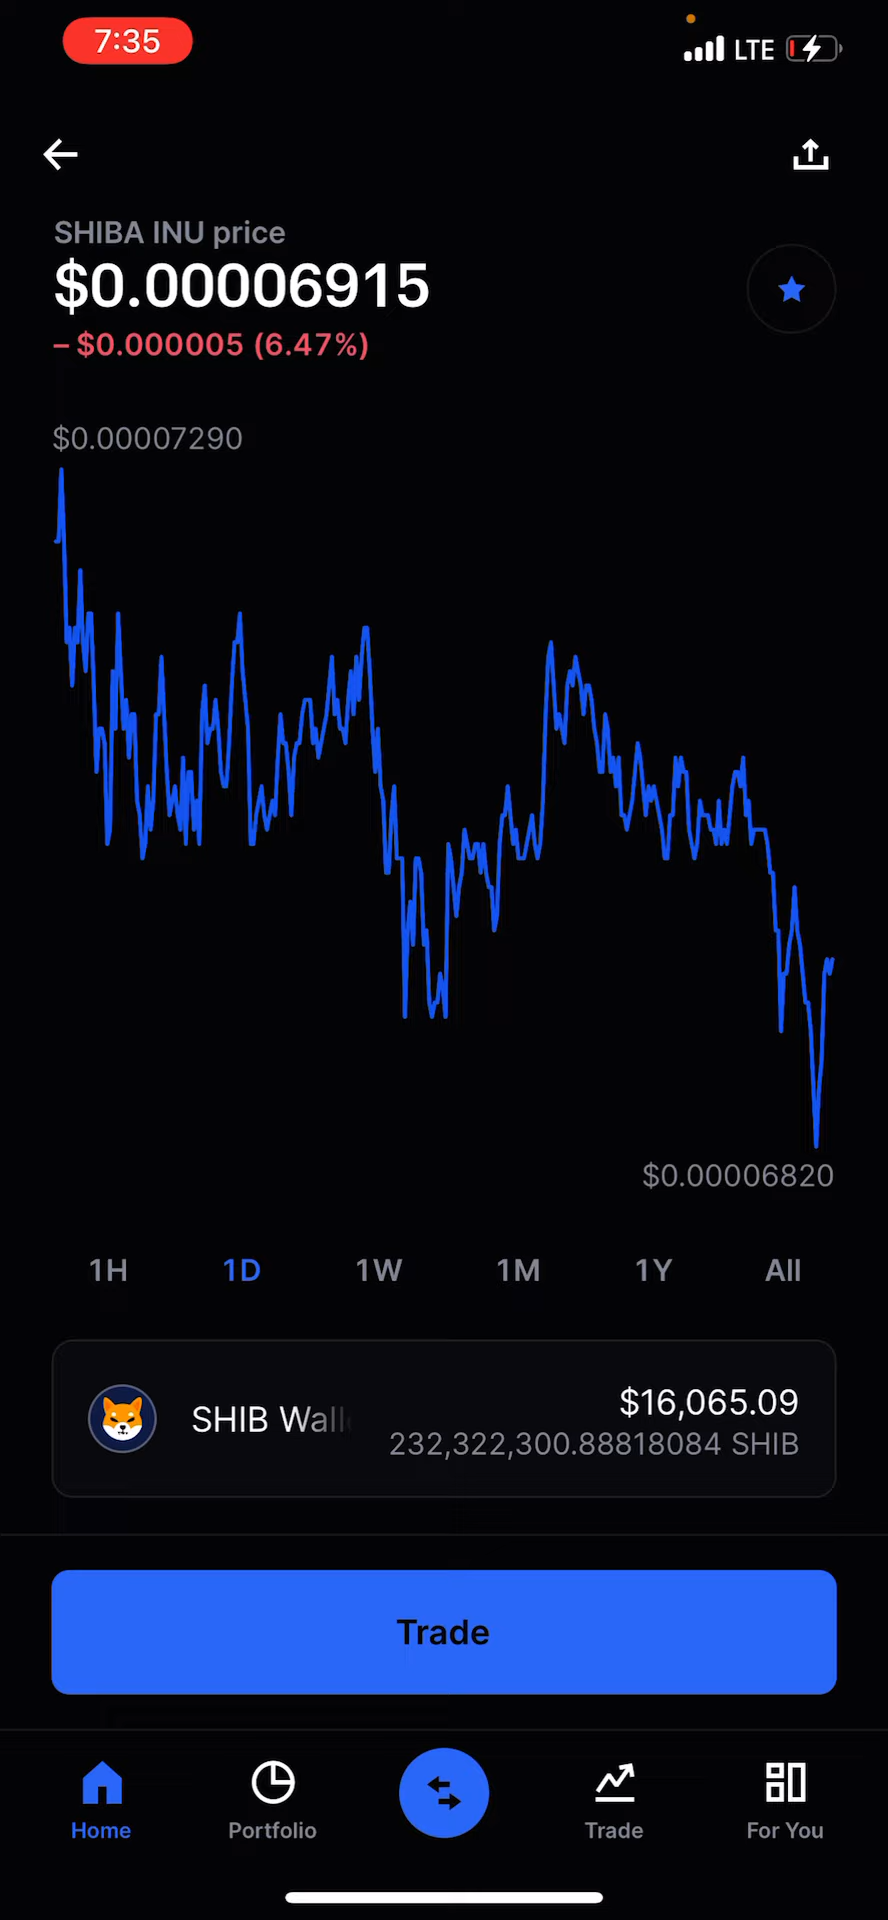 7:35
LTE
SHIBA INU price
$0.00006915
– $0.000005 (6.47%)
$0.00007290
$0.00006820
1H 1D 1W 1M 1Y All
SHIB Wall
$16,065.09
232,322,300.88818084 SHIB
Trade
Home Portfolio Trade For You